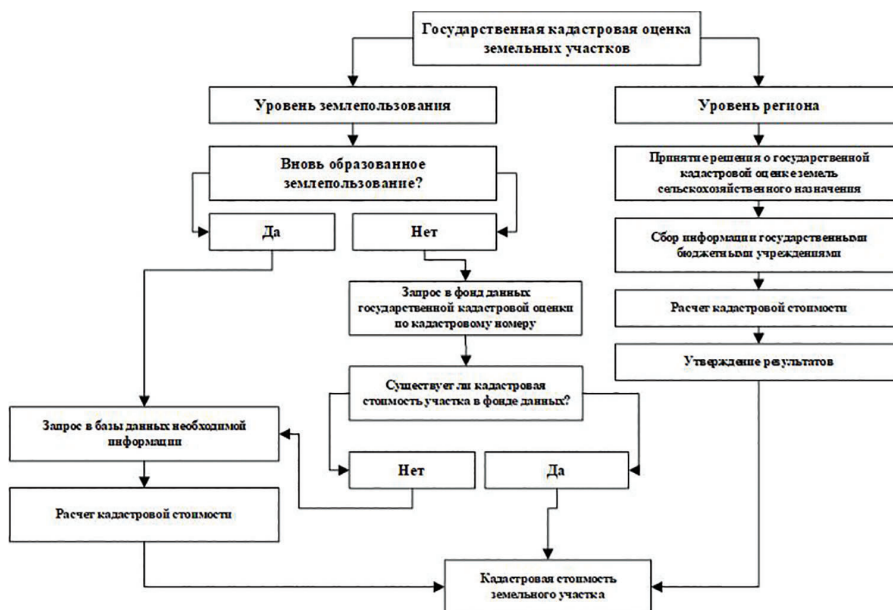 Государственная кадастровая оценка
земельных участков
Уровень землепользования
Уровень региона
Вновь образованное
землепользование?
Принятие решения о государственной
кадастровой оценке земель
сельскохозяйственного назначения
Да
Нет
Сбор информации государственными
бюджетными учреждениями
Запрос в фонд данных
государственной кадастровой оценки
по кадастровому номеру
Расчет кадастровой стоимости
Утверждение результатов
Существует ли кадастровая
стоимость участка в фонде данных?
Запрос в базы данных необходимой
информации
Нет
Да
Расчет кадастровой стоимости
Кадастровая стоимость
земельного участка